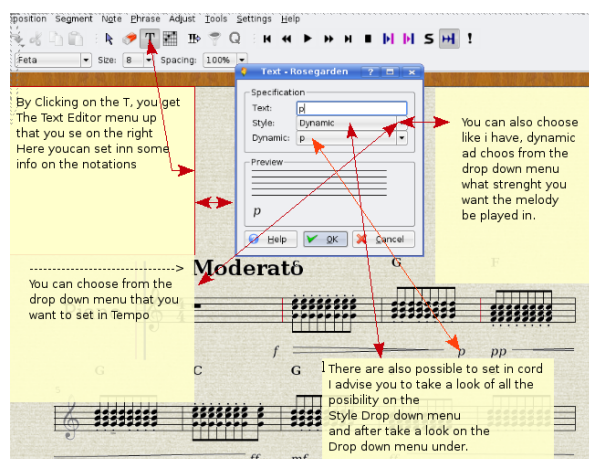 position Segment Note Phrase Adjust Tools Settings Help
T
Q
S
!
Feta Size: 8 Spacing: 100%
Text - Rosegarden
Specification
Text: p
Style: Dynamic
Dynamic: p
Preview
p
Help OK Cancel
By Clicking on the T, you get
The Text Editor menu up
that you se on the right
Here youcan set inn some
info on the notations
You can also choose
like i have, dynamic
ad choos from the
drop down menu
what strenght you
want the melody
be played in.
-------------------------->
You can choose from the
drop down menu that you
want to set in Tempo
Moderato
G
F
f
p
pp
G
C
G
There are also possible to set in cord
I advise you to take a look of all the
posibility on the
Style Drop down menu
and after take a look on the
Drop down menu under.
ff
mf